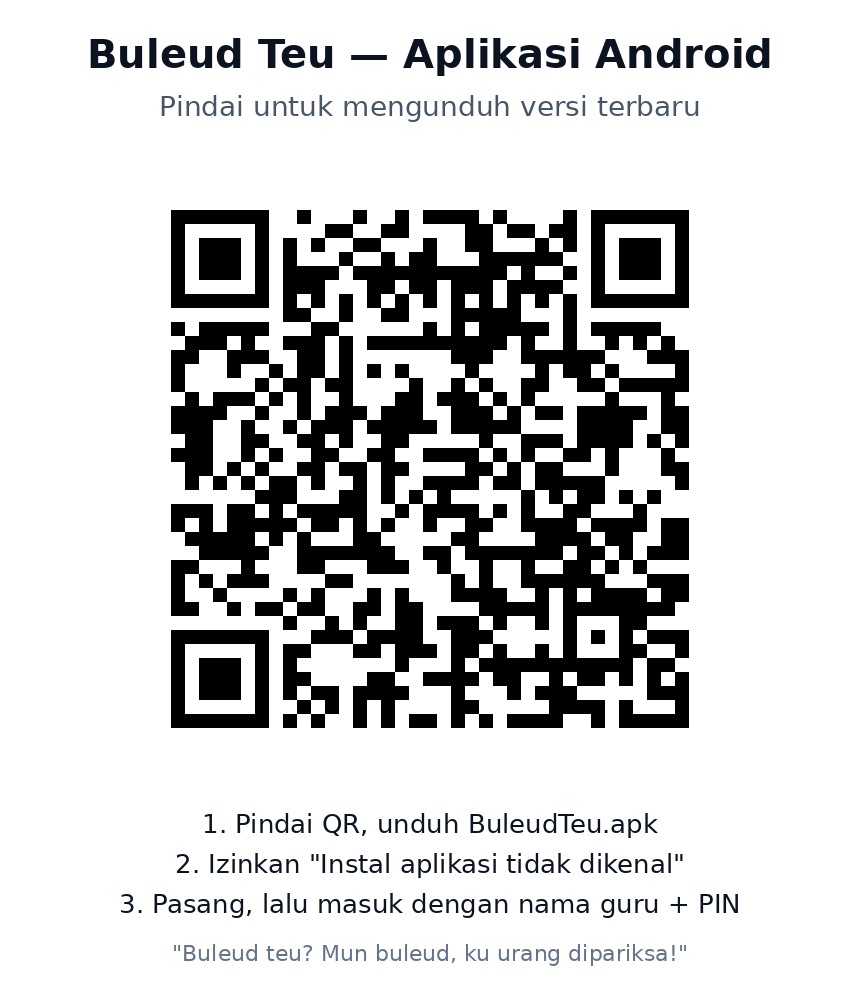 Buleud Teu — Aplikasi Android
Pindai untuk mengunduh versi terbaru
1. Pindai QR, unduh BuleudTeu.apk
2. Izinkan "Instal aplikasi tidak dikenal"
3. Pasang, lalu masuk dengan nama guru + PIN
"Buleud teu? Mun buleud, ku urang dipariksa!"